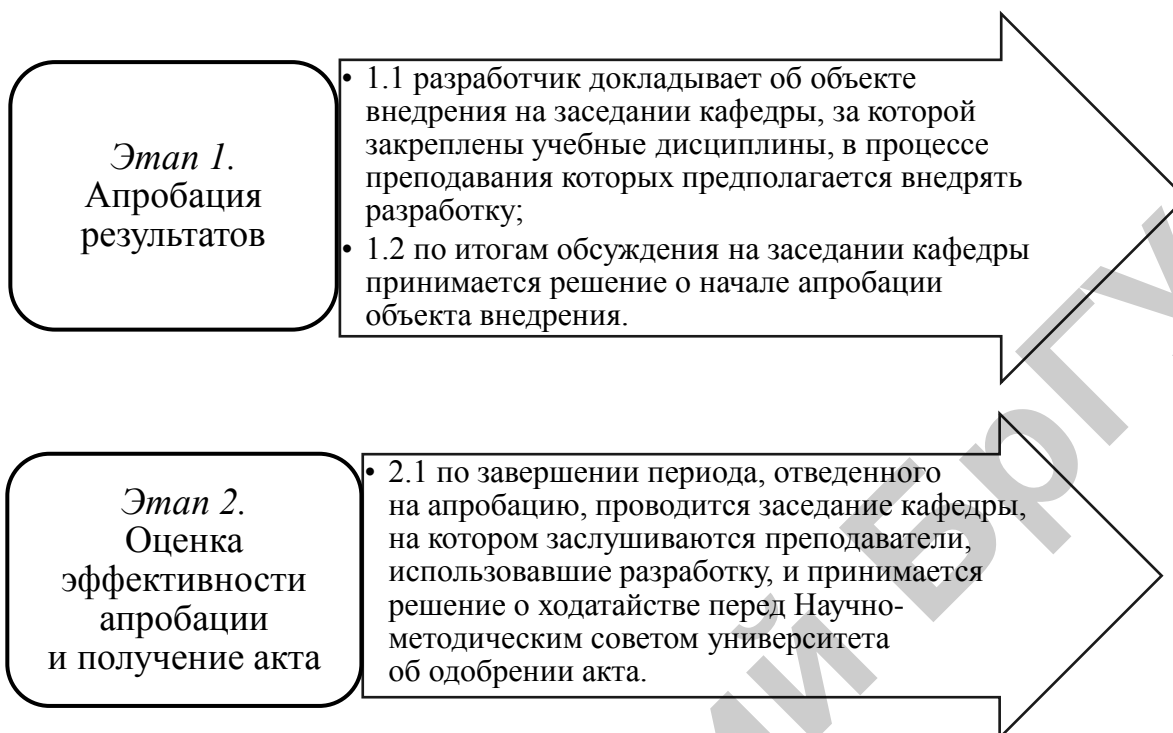 Этап 1.
Апробация
результатов
• 1.1 разработчик докладывает об объекте
внедрения на заседании кафедры, за которой
закреплены учебные дисциплины, в процессе
преподавания которых предполагается внедрять
разработку;
• 1.2 по итогам обсуждения на заседании кафедры
принимается решение о начале апробации
объекта внедрения.
Этап 2.
Оценка
эффективности
апробации
и получение акта
• 2.1 по завершении периода, отведенного
на апробацию, проводится заседание кафедры,
на котором заслушиваются преподаватели,
использовавшие разработку, и принимается
решение о ходатайстве перед Научно-
методическим советом университета
об одобрении акта.
БрГУ